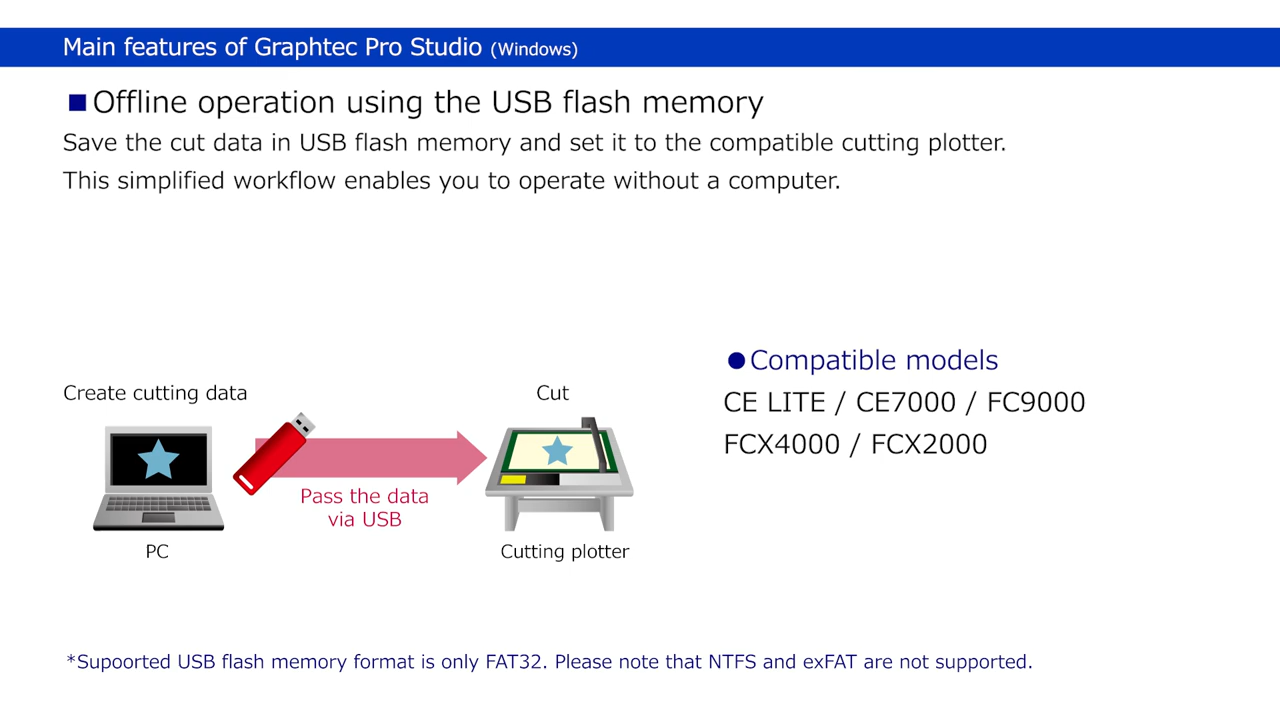 Main features of Graphtec Pro Studio (Windows)
■Offline operation using the USB flash memory
Save the cut data in USB flash memory and set it to the compatible cutting plotter.
This simplified workflow enables you to operate without a computer.
Create cutting data
Cut
Pass the data
via USB
PC
Cutting plotter
●Compatible models
CE LITE / CE7000 / FC9000
FCX4000 / FCX2000
*Supoorted USB flash memory format is only FAT32. Please note that NTFS and exFAT are not supported.